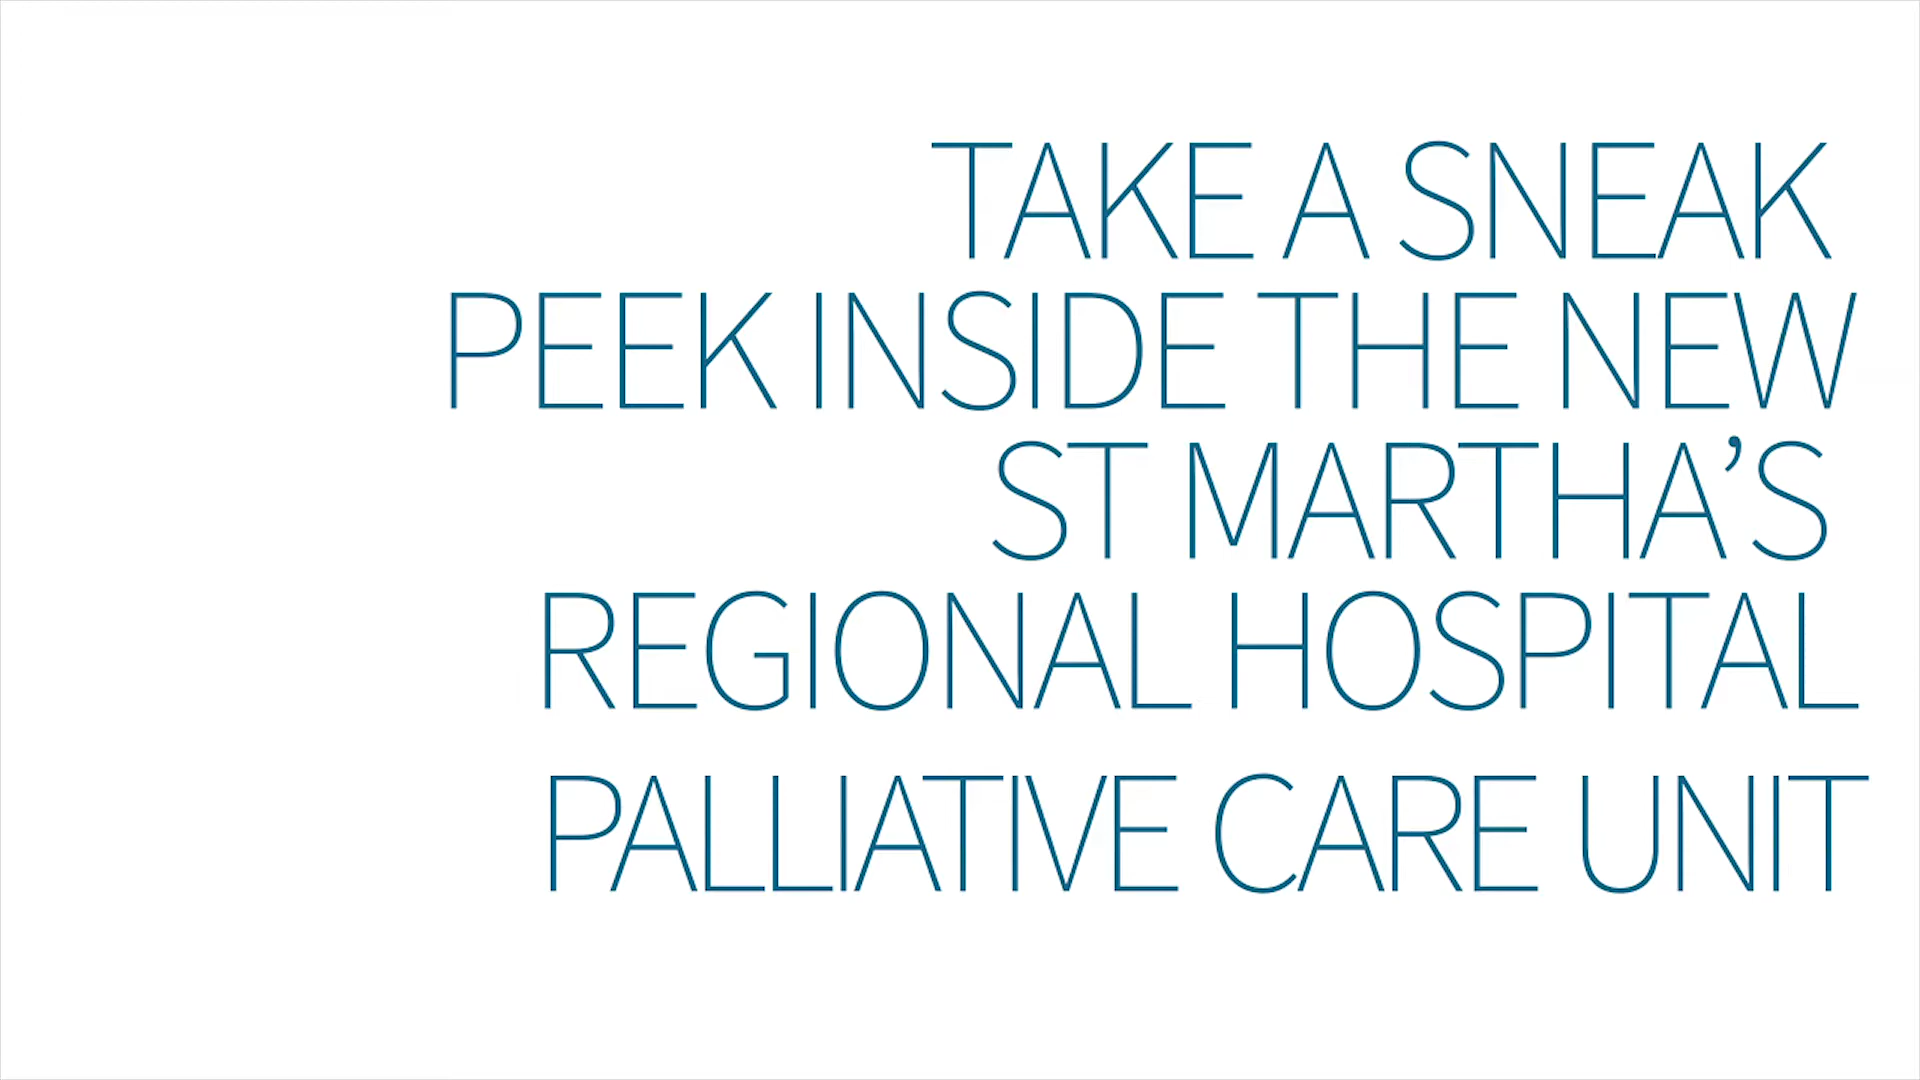 TAKE A SNEAK
PEEK INSIDE THE NEW
ST MARTHA’S
REGIONAL HOSPITAL
PALLIATIVE CARE UNIT